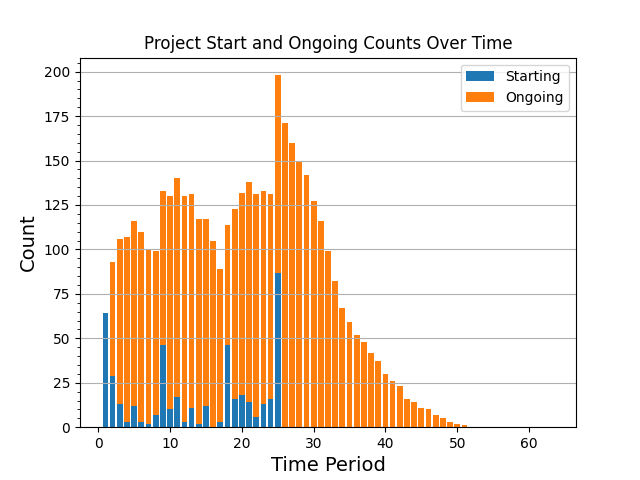 Project Start and Ongoing Counts Over Time
Starting
Ongoing
Count
200
175
150
125
100
75
50
25
0
0 10 20 30 40 50 60
Time Period